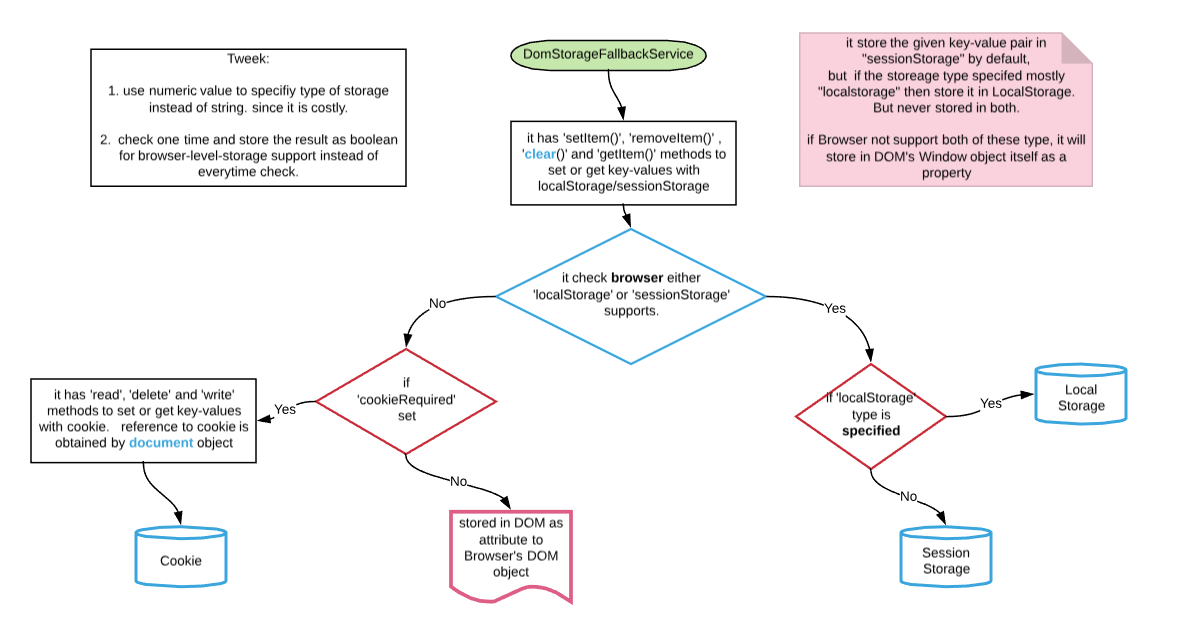 Tweek:
1. use numeric value to specifiy type of storage
instead of string. since it is costly.
2.  check one time and store the result as boolean
for browser-level-storage support instead of
everytime check.
DomStorageFallbackService
it store the given key-value pair in
"sessionStorage" by default,
but  if the storeage type specifed mostly
"localstorage" then store it in LocalStorage.
But never stored in both.
if Browser not support both of these type, it will
store in DOM's Window object itself as a
property
it has 'setItem()', 'removeItem()' ,
'clear()' and 'getItem()' methods to
set or get key-values with
localStorage/sessionStorage
it check browser either
'localStorage' or 'sessionStorage'
supports.
No
Yes
if
'cookieRequired'
set
Yes
it has 'read', 'delete' and 'write'
methods to set or get key-values
with cookie.   reference to cookie is
obtained by document object
No
Cookie
stored in DOM as
attribute to
Browser's DOM
object
if 'localStorage'
type is
specified
Yes
Local
Storage
No
Session
Storage